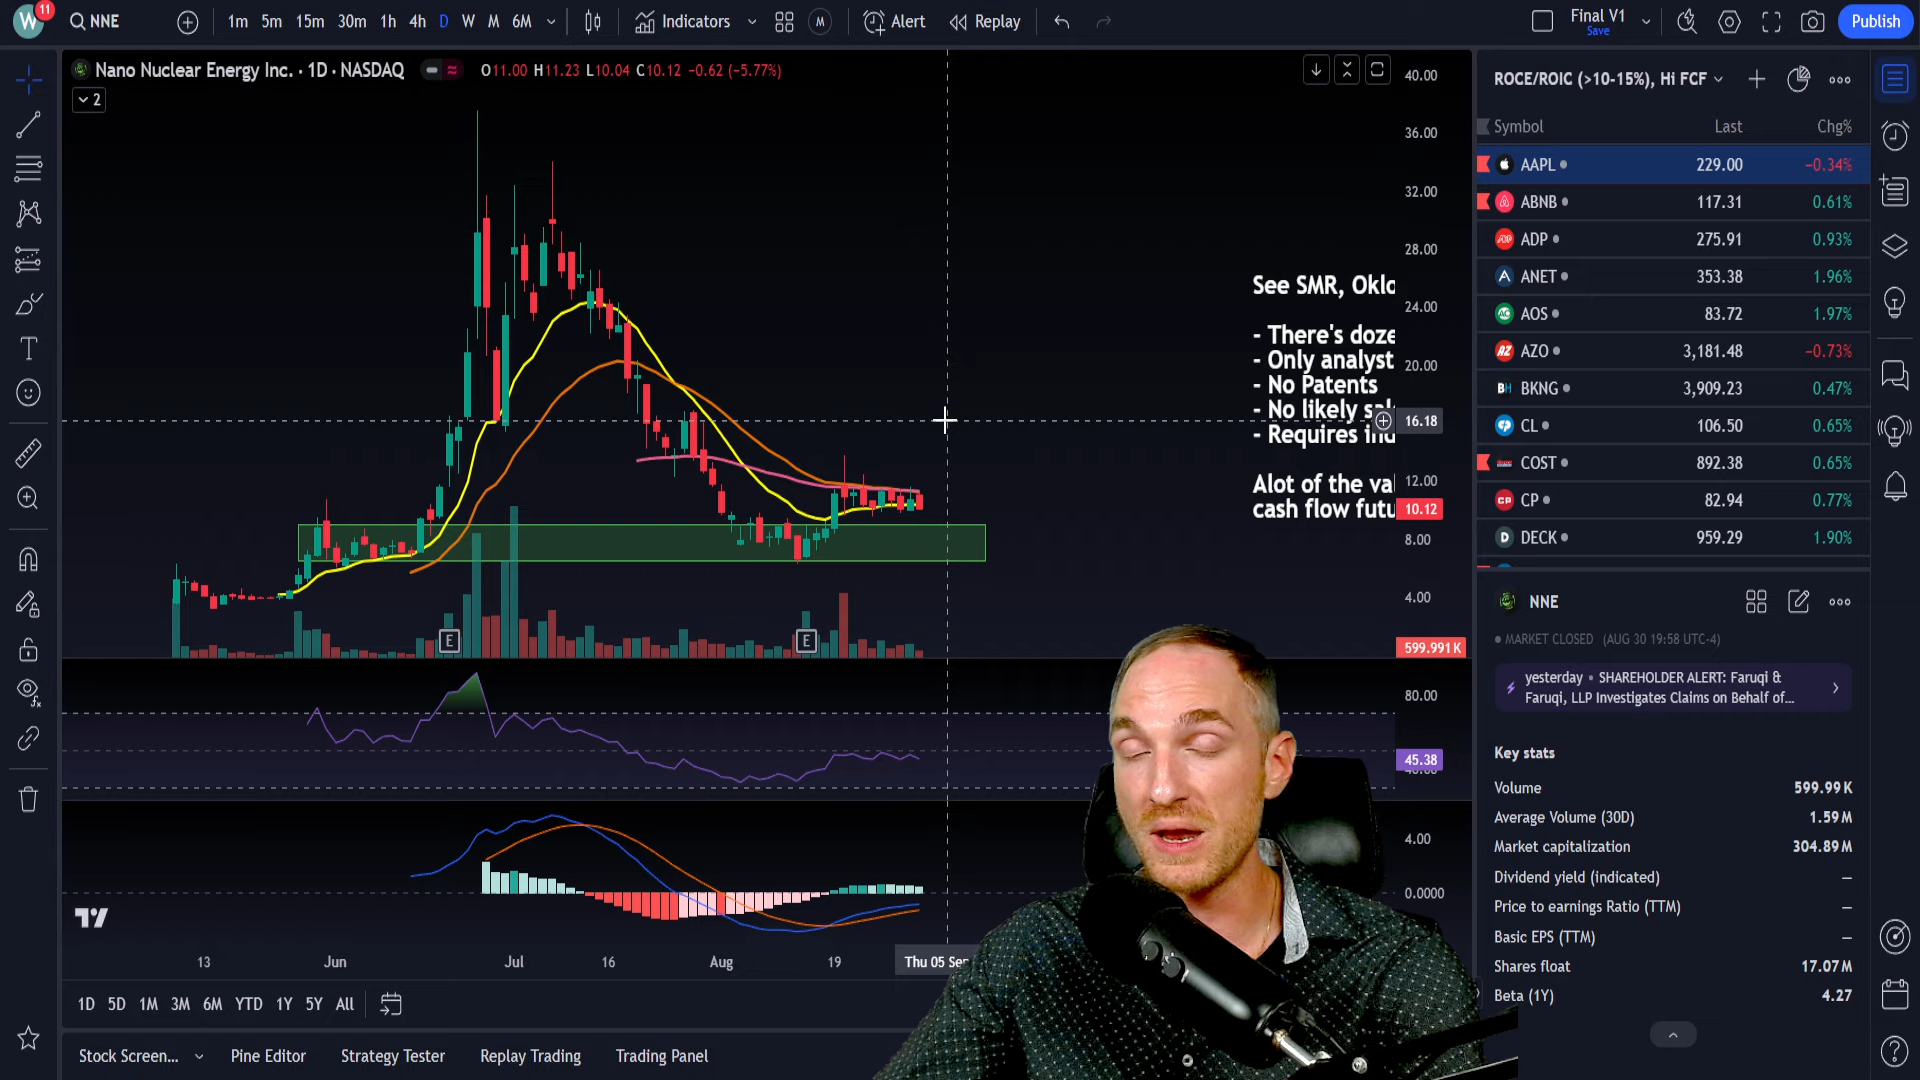 W
11
NNE
1m 5m 15m 30m 1h 4h D W M 6M
Indicators
M
Alert
Replay
Final V1
Save
Publish
Nano Nuclear Energy Inc. · 1D · NASDAQ
O11.00 H11.23 L10.04 C10.12 −0.62 (−5.77%)
2
40.00
36.00
32.00
28.00
24.00
20.00
16.18
12.00
10.12
8.00
4.00
599.991K
See SMR, Oklo
- There's doze
- Only analyst
- No Patents
- No likely sal
- Requires ind
Alot of the va
cash flow futu
E
E
80.00
45.38
4.00
0.0000
13 Jun Jul 16 Aug 19 Thu 05 Sep
1D 5D 1M 3M 6M YTD 1Y 5Y All
Stock Screen... Pine Editor Strategy Tester Replay Trading Trading Panel
ROCE/ROIC (>10-15%), Hi FCF
Symbol Last Chg%
AAPL 229.00 −0.34%
ABNB 117.31 0.61%
ADP 275.91 0.93%
ANET 353.38 1.96%
AOS 83.72 1.97%
AZO 3,181.48 −0.73%
BKNG 3,909.23 0.47%
CL 106.50 0.65%
COST 892.38 0.65%
CP 82.94 0.77%
DECK 959.29 1.90%
NNE
MARKET CLOSED (AUG 30 19:58 UTC-4)
yesterday • SHAREHOLDER ALERT: Faruqi &
Faruqi, LLP Investigates Claims on Behalf of...
Key stats
Volume 599.99K
Average Volume (30D) 1.59M
Market capitalization 304.89M
Dividend yield (indicated) —
Price to earnings Ratio (TTM) —
Basic EPS (TTM) —
Shares float 17.07M
Beta (1Y) 4.27